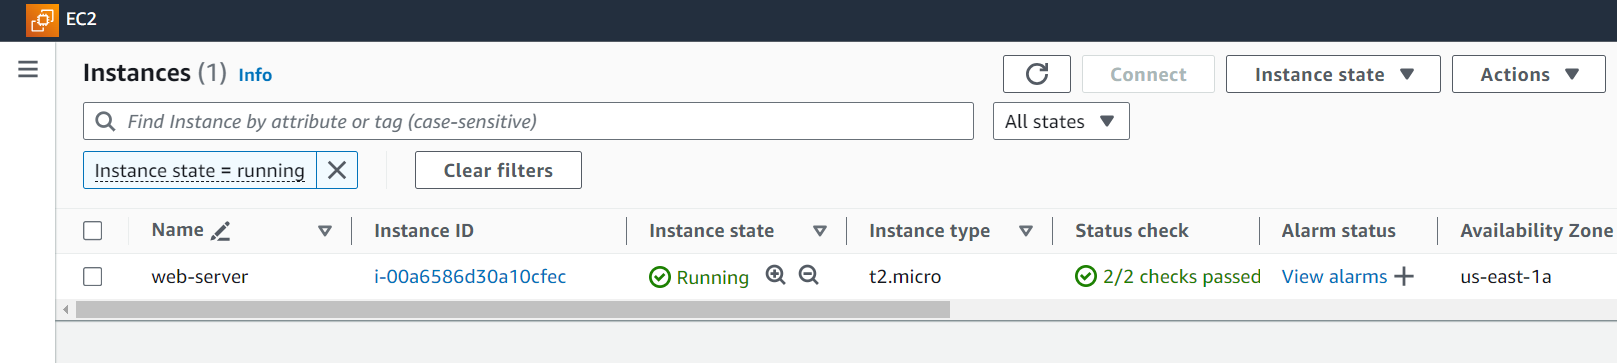 EC2
Instances (1) Info
Connect
Instance state
Actions
Find Instance by attribute or tag (case-sensitive)
All states
Instance state = running
Clear filters
Name Instance ID Instance state Instance type Status check Alarm status Availability Zone
web-server i-00a6586d30a10cfec Running t2.micro 2/2 checks passed View alarms us-east-1a